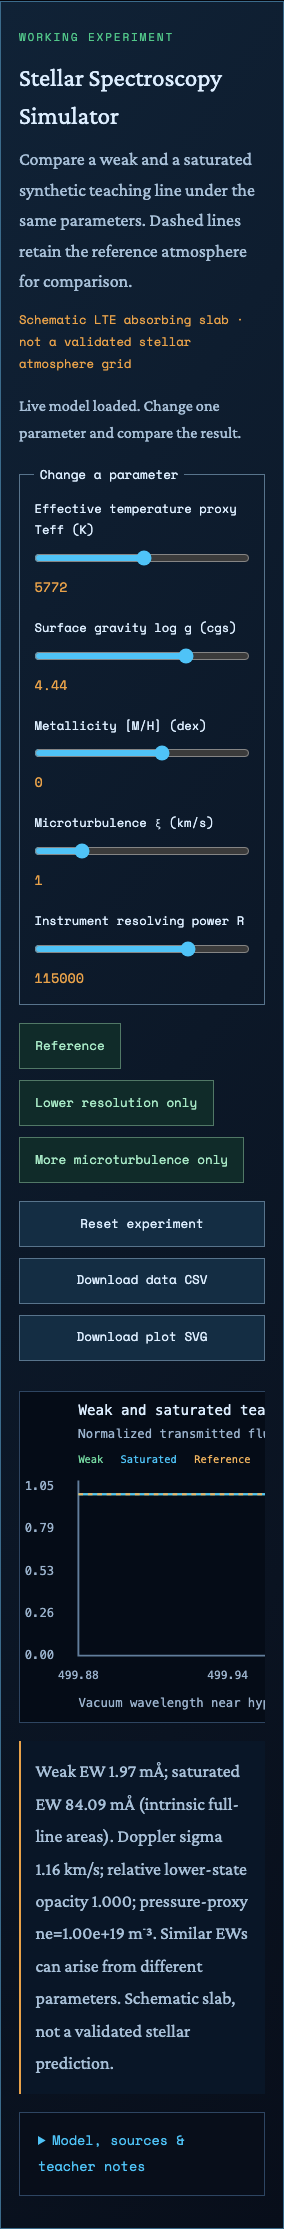 WORKING EXPERIMENT
Stellar Spectroscopy
Simulator
Compare a weak and a saturated
synthetic teaching line under the
same parameters. Dashed lines
retain the reference atmosphere
for comparison.
Schematic LTE absorbing slab ·
not a validated stellar
atmosphere grid
Live model loaded. Change one
parameter and compare the result.
Change a parameter
Effective temperature proxy
Teff (K)
5772
Surface gravity log g (cgs)
4.44
Metallicity [M/H] (dex)
0
Microturbulence ξ (km/s)
1
Instrument resolving power R
115000
Reference
Lower resolution only
More microturbulence only
Reset experiment
Download data CSV
Download plot SVG
Weak and saturated tea
Normalized transmitted flu
Weak Saturated Reference
1.05
0.79
0.53
0.26
0.00
499.88 499.94
Vacuum wavelength near hyp
Weak EW 1.97 mÅ; saturated
EW 84.09 mÅ (intrinsic full-
line areas). Doppler sigma
1.16 km/s; relative lower-state
opacity 1.000; pressure-proxy
ne=1.00e+19 m⁻³. Similar EWs
can arise from different
parameters. Schematic slab,
not a validated stellar
prediction.
▶ Model, sources &
teacher notes